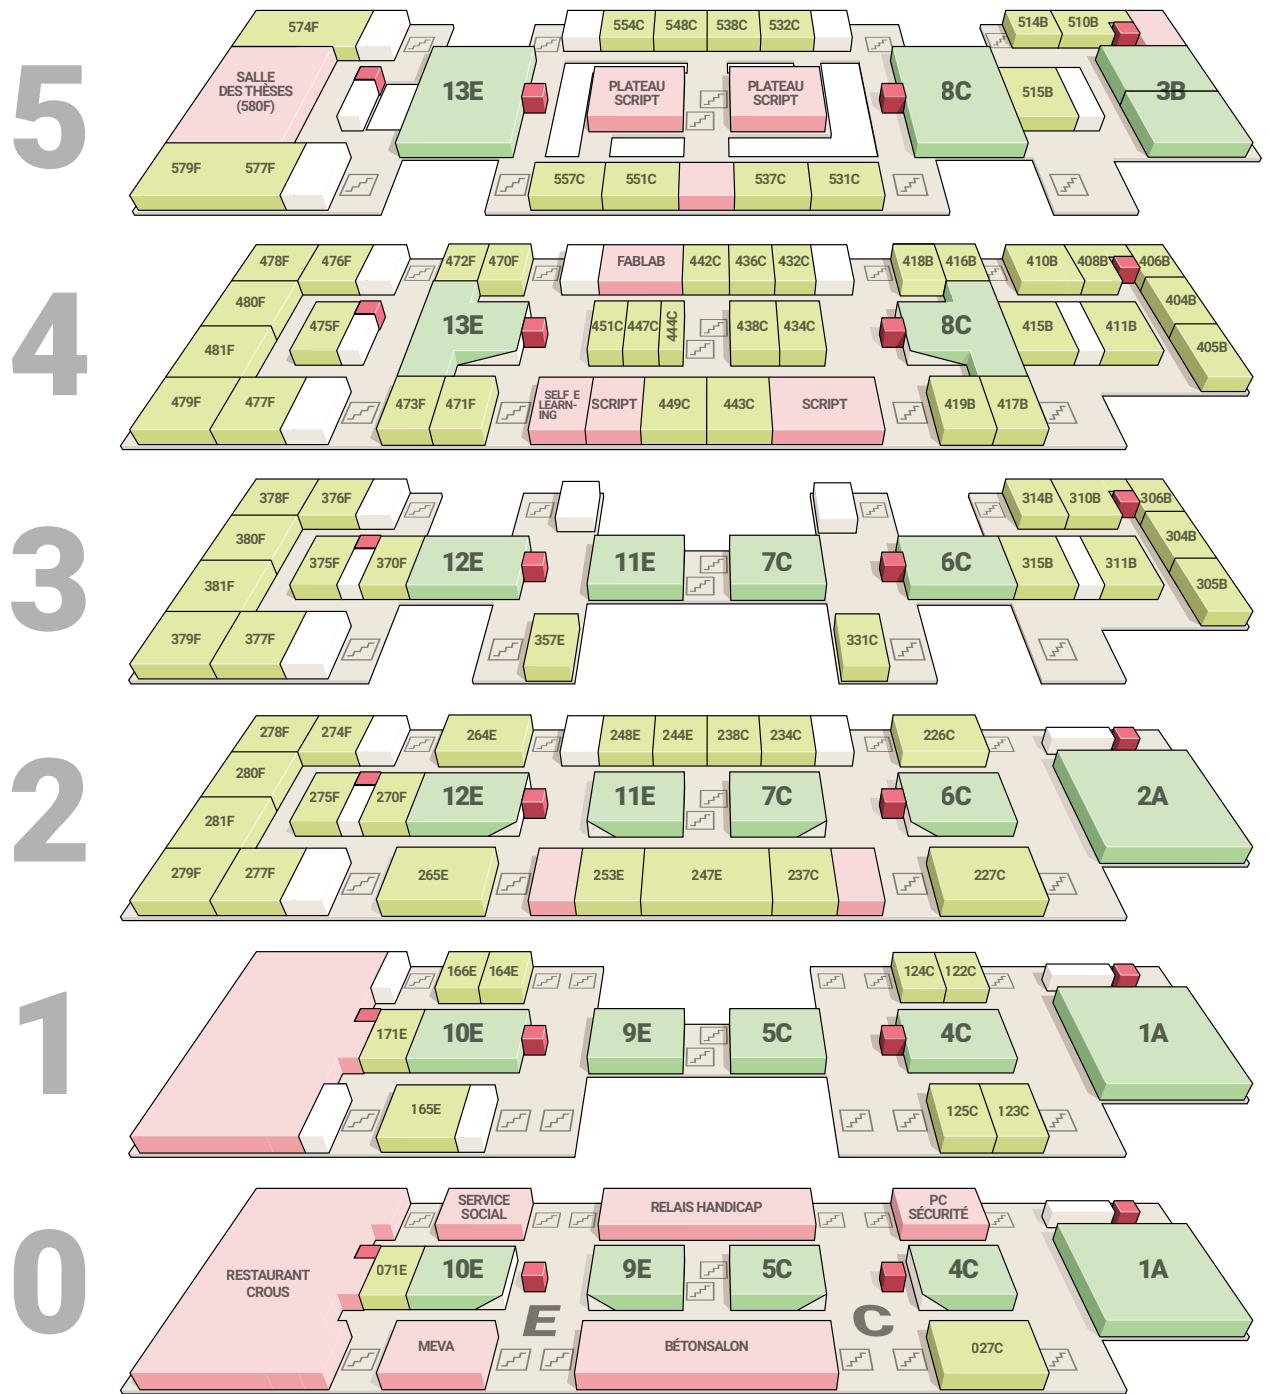 5
574F
554C 548C 538C 532C
514B 510B
SALLE
DES THÈSES
(580F)
13E
PLATEAU
SCRIPT
PLATEAU
SCRIPT
8C
515B
3B
579F 577F
557C 551C 537C 531C
4
478F 476F 472F 470F
FABLAB
442C 436C 432C
418B 416B 410B 408B 406B
480F
404B
475F
13E
451C 447C 444C 438C 434C
8C
415B 411B
481F
405B
479F 477F 473F 471F
SELF E
LEARN-
ING
SCRIPT
449C 443C
SCRIPT
419B 417B
3
378F 376F
314B 310B 306B
380F
304B
375F 370F
12E
11E
7C
6C
315B 311B
381F
305B
379F 377F
357E
331C
2
278F 274F
264E
248E 244E 238C 234C
226C
280F
275F 270F
12E
11E
7C
6C
2A
281F
279F 277F
265E
253E 247E 237C
227C
1
166E 164E
124C 122C
171E
10E
9E
5C
4C
1A
165E
125C 123C
0
SERVICE
SOCIAL
RELAIS HANDICAP
PC
SÉCURITÉ
RESTAURANT
CROUS
071E
10E
9E
5C
4C
1A
E
C
MEVA
BÉTONSALON
027C